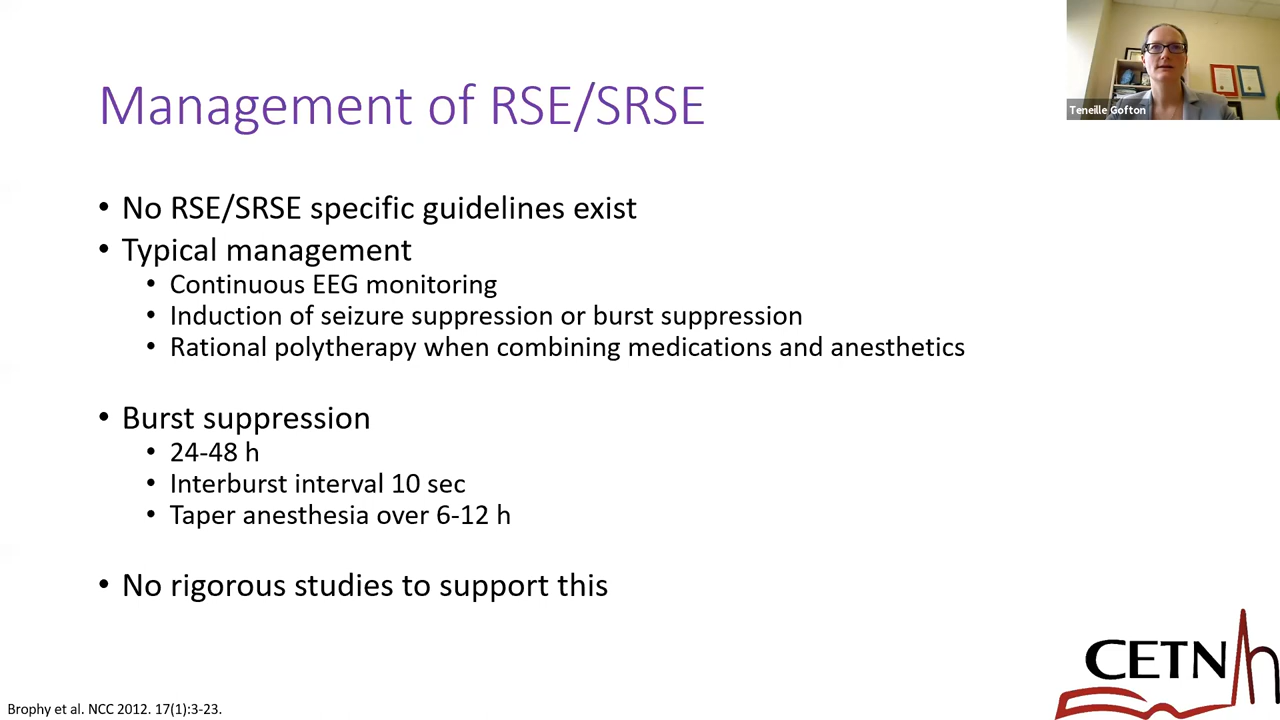 Management of RSE/SRSE
Teneille Gofton
• No RSE/SRSE specific guidelines exist
• Typical management
• Continuous EEG monitoring
• Induction of seizure suppression or burst suppression
• Rational polytherapy when combining medications and anesthetics
• Burst suppression
• 24-48 h
• Interburst interval 10 sec
• Taper anesthesia over 6-12 h
• No rigorous studies to support this
CETN
Brophy et al. NCC 2012. 17(1):3-23.